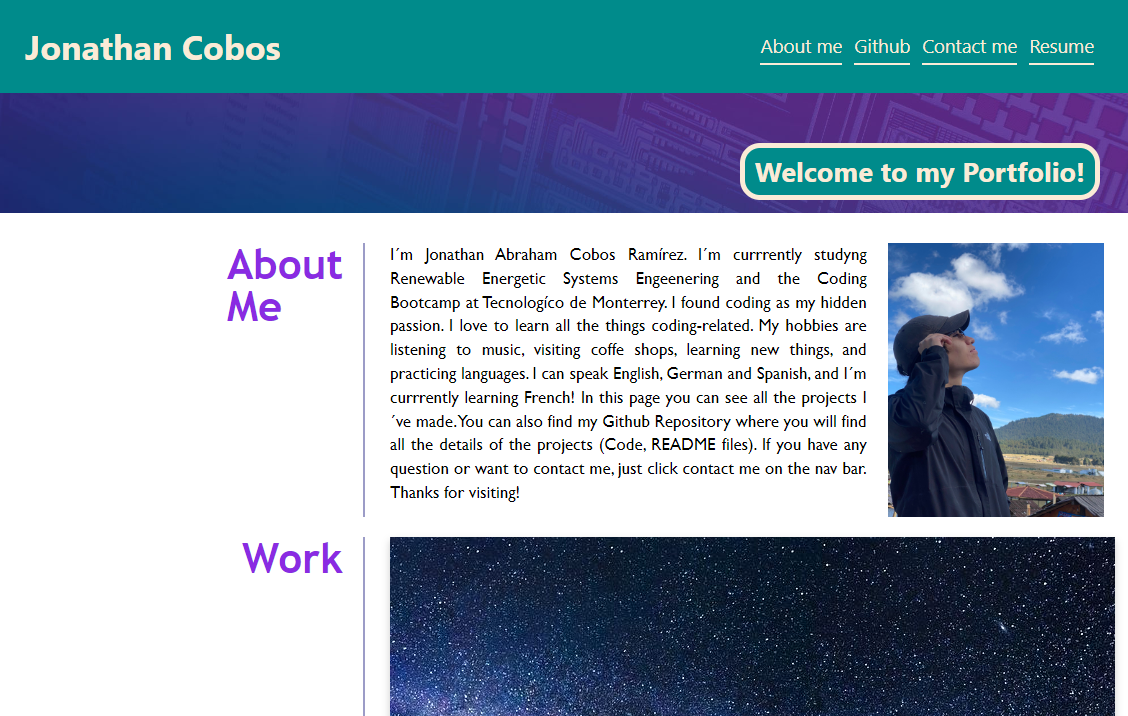 Jonathan Cobos
About me Github Contact me Resume
Welcome to my Portfolio!
About
Me
I´m Jonathan Abraham Cobos Ramírez. I´m currrently studyng
Renewable Energetic Systems Engeenering and the Coding
Bootcamp at Tecnologíco de Monterrey. I found coding as my hidden
passion. I love to learn all the things coding-related. My hobbies are
listening to music, visiting coffe shops, learning new things, and
practicing languages. I can speak English, German and Spanish, and I´m
currrently learning French! In this page you can see all the projects I
´ve made. You can also find my Github Repository where you will find
all the details of the projects (Code, README files). If you have any
question or want to contact me, just click contact me on the nav bar.
Thanks for visiting!
Work